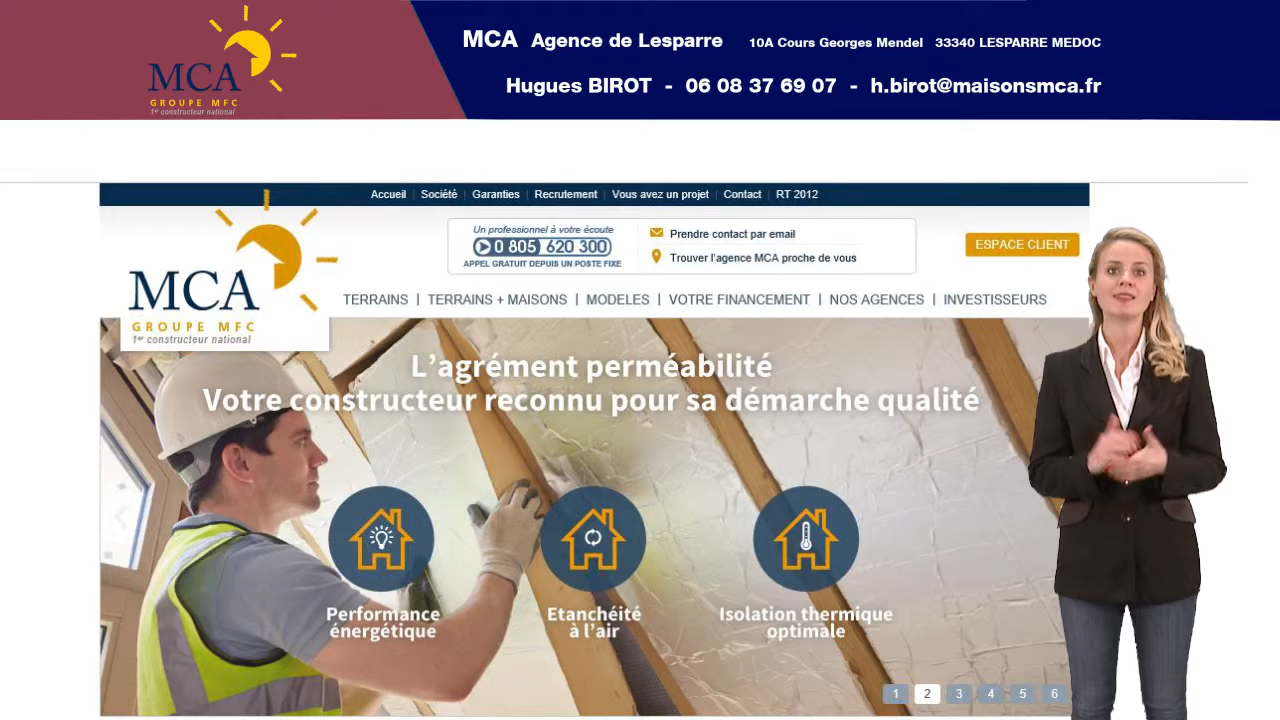 MCA Agence de Lesparre 10A Cours Georges Mendel 33340 LESPARRE MEDOC
MCA
GROUPE MFC
1er constructeur national
Hugues BIROT - 06 08 37 69 07 - h.birot@maisonsmca.fr
Accueil | Société | Garanties | Recrutement | Vous avez un projet | Contact | RT 2012
Un professionnel à votre écoute
0 805 620 300
APPEL GRATUIT DEPUIS UN POSTE FIXE
Prendre contact par email
Trouver l'agence MCA proche de vous
ESPACE CLIENT
MCA
GROUPE MFC
1er constructeur national
TERRAINS | TERRAINS + MAISONS | MODELES | VOTRE FINANCEMENT | NOS AGENCES | INVESTISSEURS
L'agrément perméabilité
Votre constructeur reconnu pour sa démarche qualité
Performance
énergétique
Etanchéité
à l'air
Isolation thermique
optimale
1 2 3 4 5 6